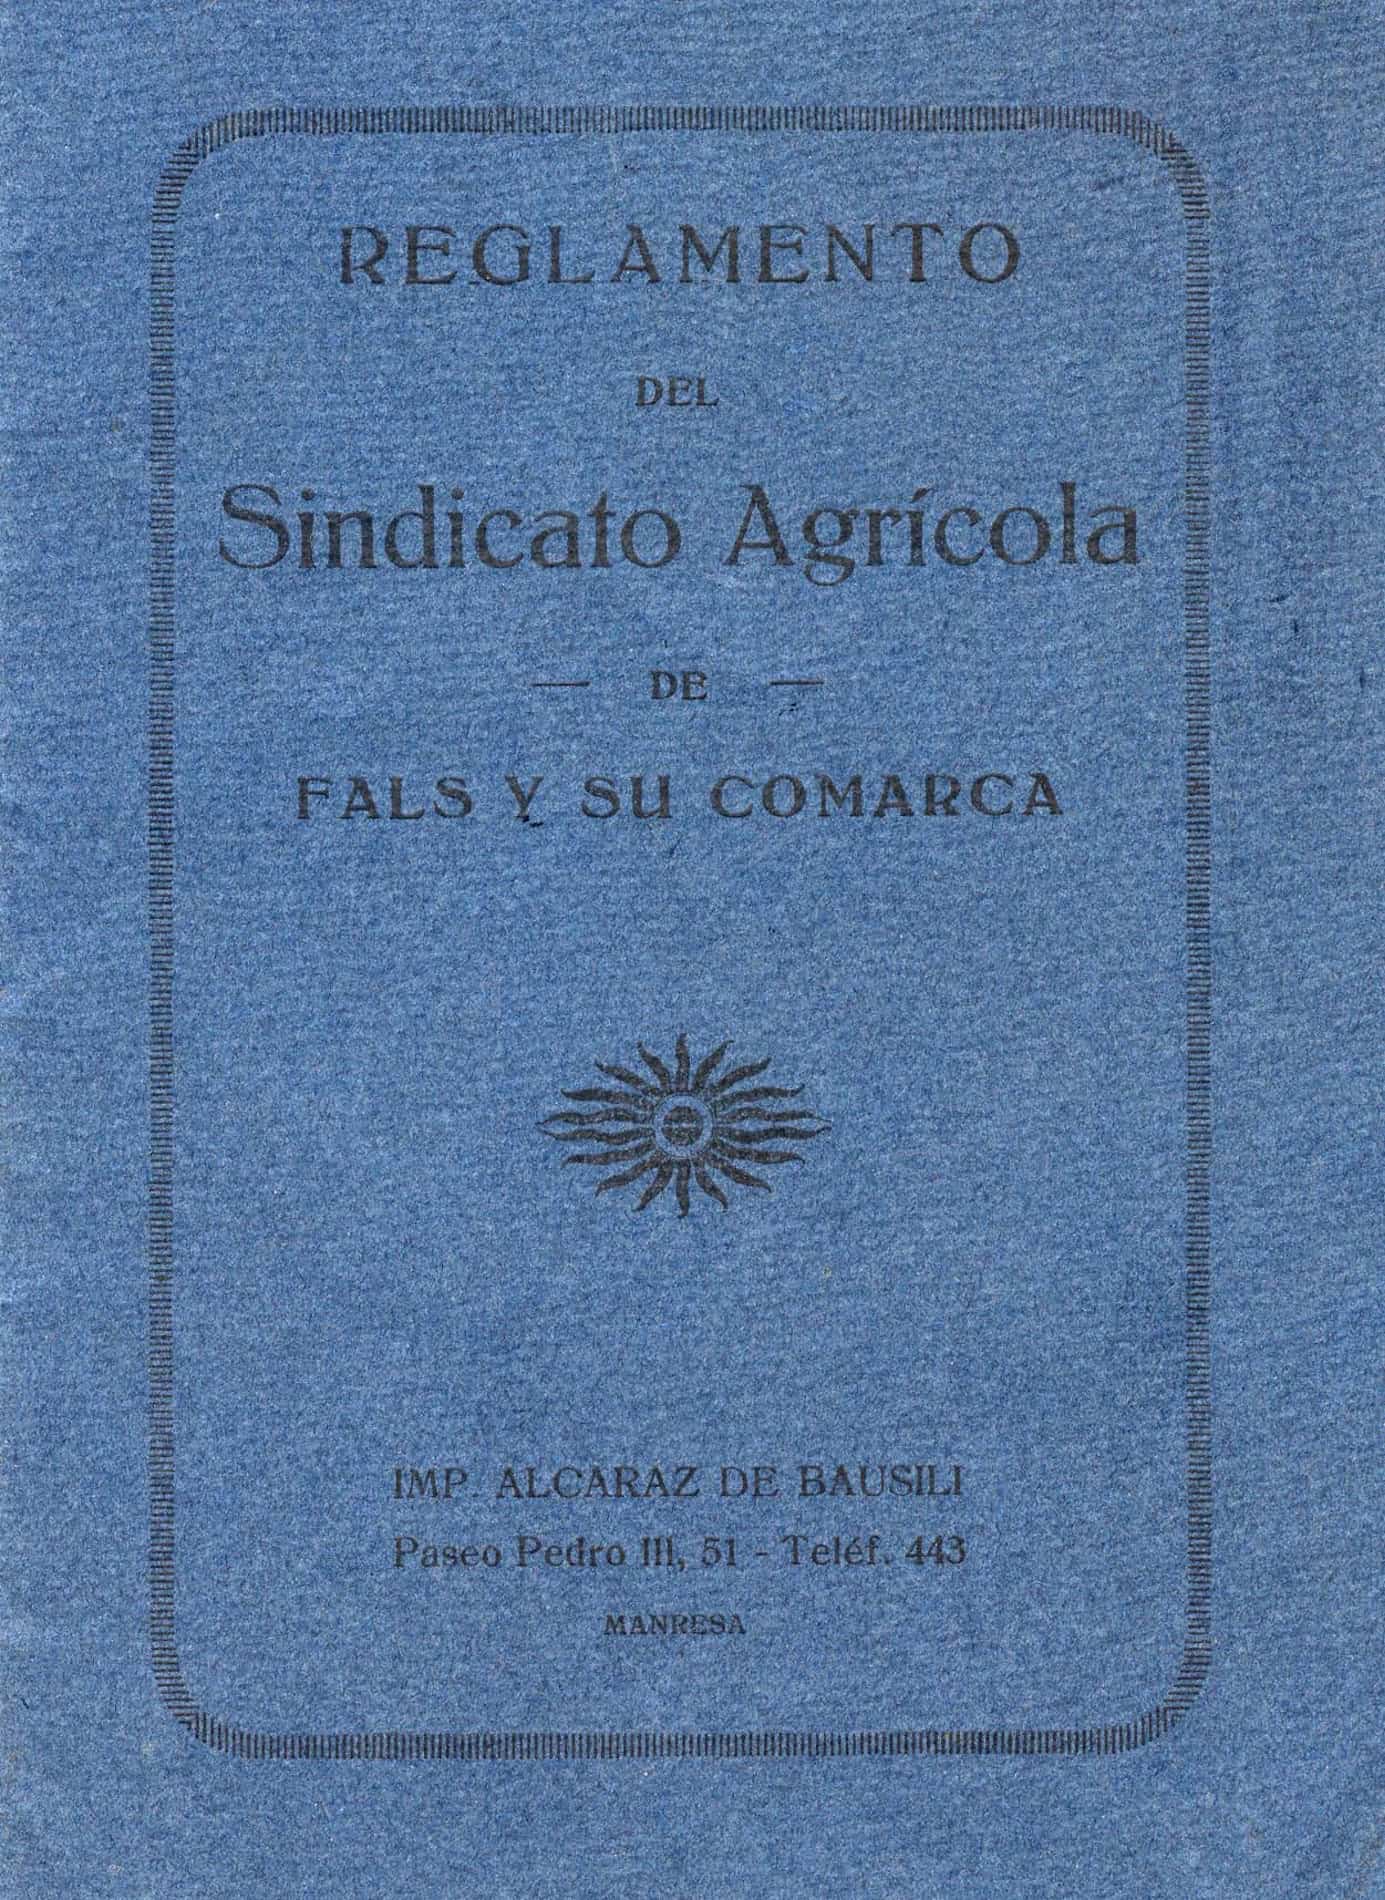 REGLAMENTO
DEL
Sindicato Agrícola
— DE —
FALS Y SU COMARCA
IMP. ALCARAZ DE BAUSILI
Paseo Pedro III, 51 - Teléf. 443
MANRESA